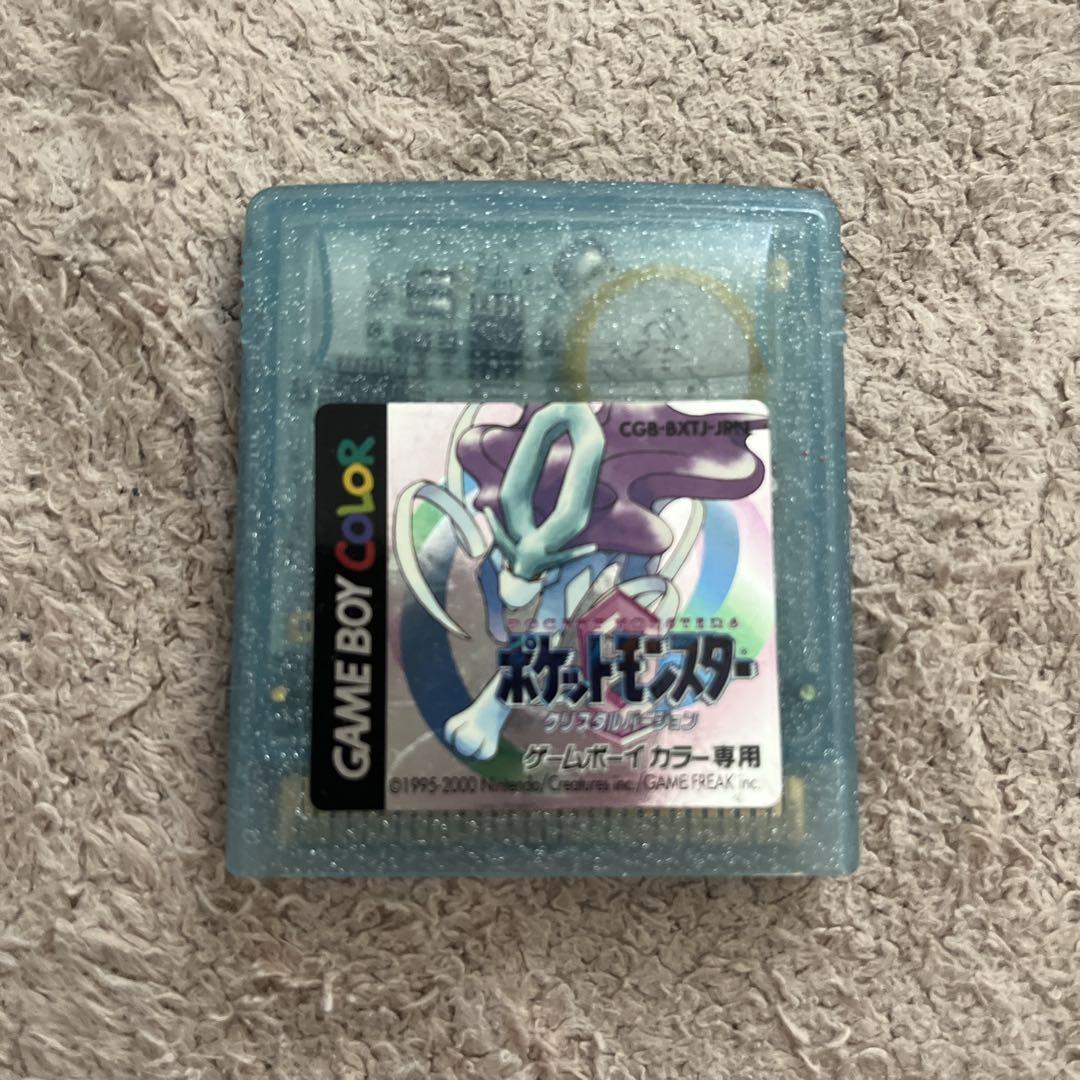 GAME BOY COLOR
CGB-BXTJ-JPN
POCKET MONSTERS
ポケットモンスター
クリスタルバージョン
ゲームボーイ カラー専用
©1995-2000 Nintendo/Creatures inc./GAME FREAK inc.